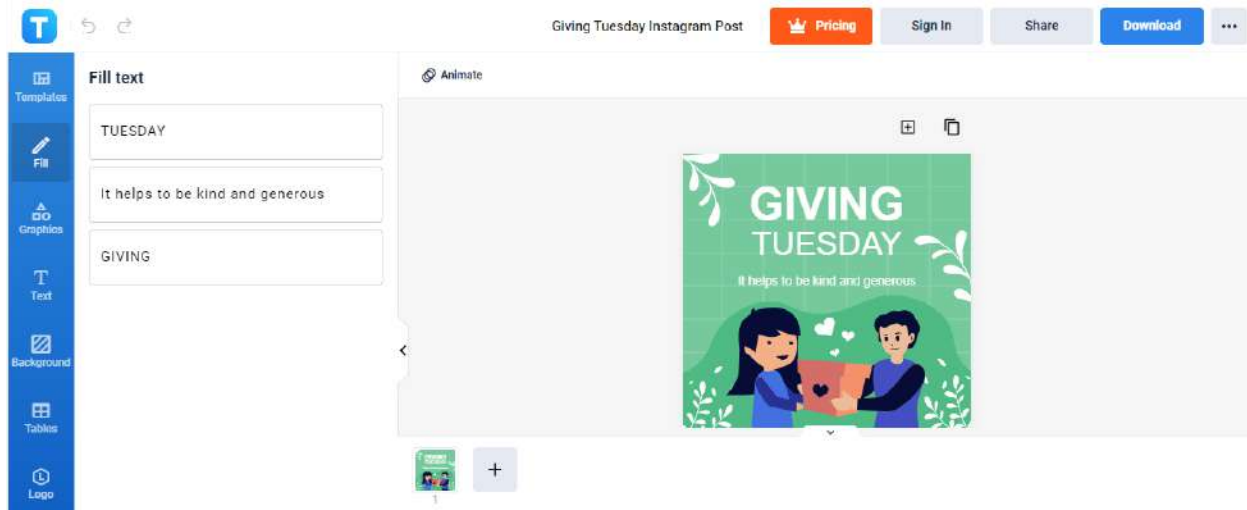 T
Giving Tuesday Instagram Post
Pricing
Sign In
Share
Download
Templates
Fill
Graphics
Text
Background
Tables
Logo
Fill text
TUESDAY
It helps to be kind and generous
GIVING
Animate
GIVING
TUESDAY
It helps to be kind and generous
1